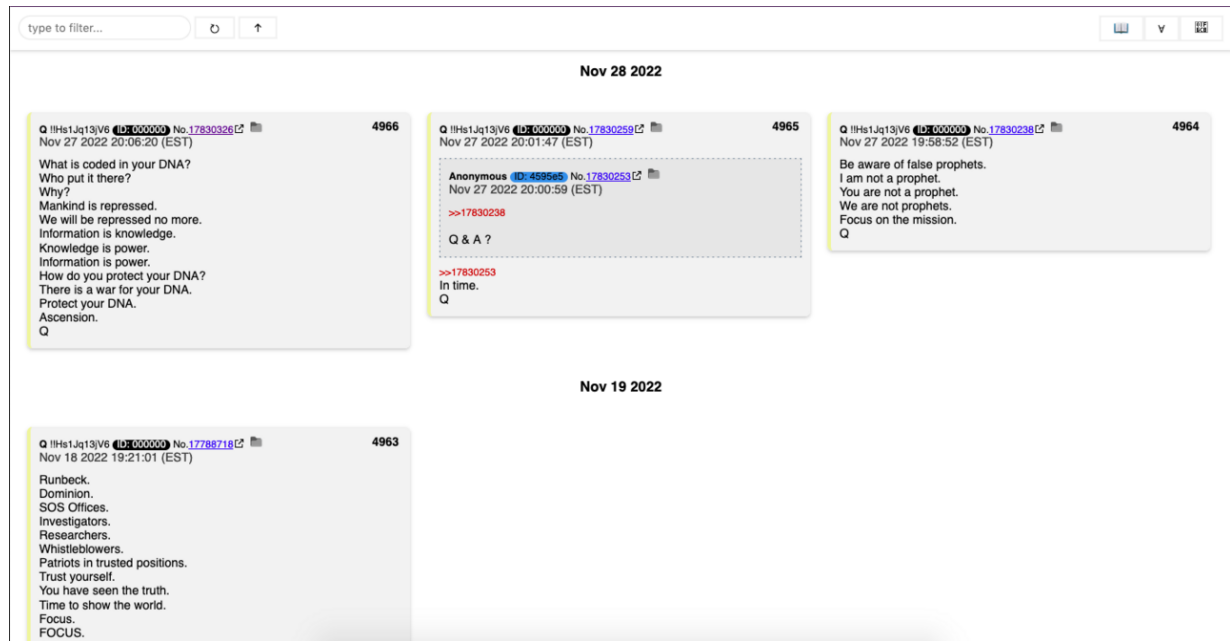 type to filter...
Nov 28 2022
Q !!Hs1Jq13jV6 ID: 000000 No.17830326 4966
Nov 27 2022 20:06:20 (EST)
What is coded in your DNA?
Who put it there?
Why?
Mankind is repressed.
We will be repressed no more.
Information is knowledge.
Knowledge is power.
Information is power.
How do you protect your DNA?
There is a war for your DNA.
Protect your DNA.
Ascension.
Q
Q !!Hs1Jq13jV6 ID: 000000 No.17830259 4965
Nov 27 2022 20:01:47 (EST)
Anonymous ID: 4595e5 No.17830253
Nov 27 2022 20:00:59 (EST)
>>17830238
Q & A ?
>>17830253
In time.
Q
Q !!Hs1Jq13jV6 ID: 000000 No.17830238 4964
Nov 27 2022 19:58:52 (EST)
Be aware of false prophets.
I am not a prophet.
You are not a prophet.
We are not prophets.
Focus on the mission.
Q
Nov 19 2022
Q !!Hs1Jq13jV6 ID: 000000 No.17788718 4963
Nov 18 2022 19:21:01 (EST)
Runbeck.
Dominion.
SOS Offices.
Investigators.
Researchers.
Whistleblowers.
Patriots in trusted positions.
Trust yourself.
You have seen the truth.
Time to show the world.
Focus.
FOCUS.